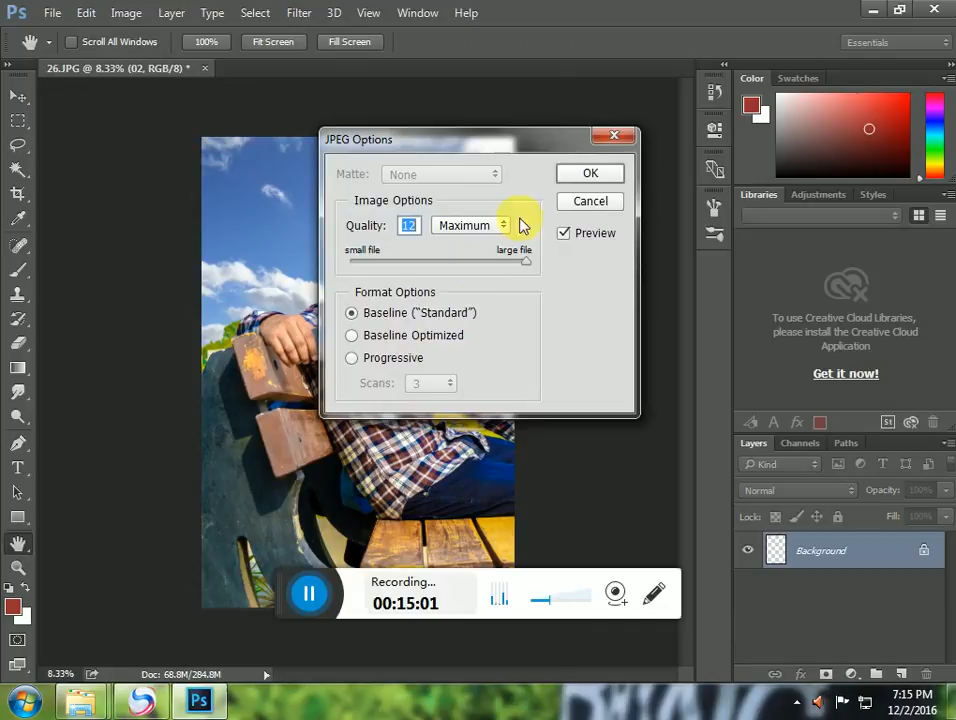 Ps File Edit Image Layer Type Select Filter 3D View Window Help
Scroll All Windows 100% Fit Screen Fill Screen Essentials
26.JPG @ 8.33% (02, RGB/8) *
Color Swatches
JPEG Options
Matte: None
OK
Image Options
Cancel
Quality: 12 Maximum
Preview
small file large file
Format Options
Baseline (“Standard”)
Baseline Optimized
Progressive
Scans: 3
Libraries Adjustments Styles
To use Creative Cloud Libraries,
please install the Creative Cloud
Application
Get it now!
St
Layers Channels Paths
Kind
Normal Opacity: 100%
Lock: Fill: 100%
Background
fx
Recording...
00:15:01
8.33% Doc: 68.8M/284.8M
Ps
7:15 PM
12/2/2016